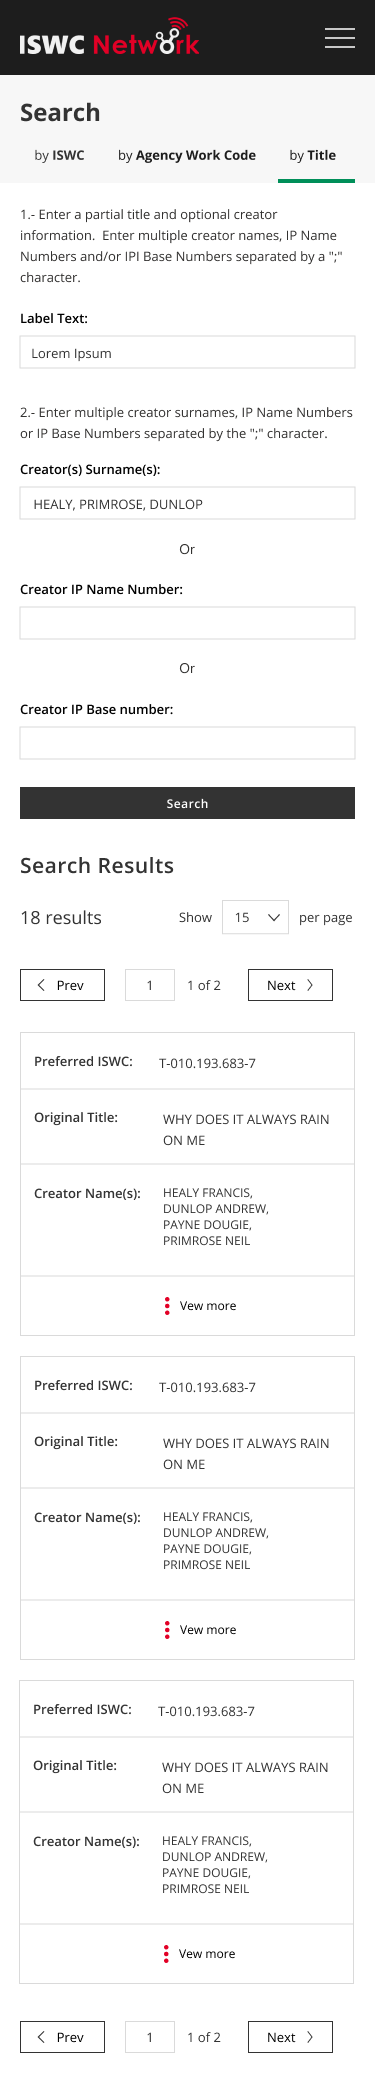 ISWC Network
Search
by ISWC by Agency Work Code by Title
1.- Enter a partial title and optional creator
information. Enter multiple creator names, IP Name
Numbers and/or IPI Base Numbers separated by a ";"
character.
Label Text:
Lorem Ipsum
2.- Enter multiple creator surnames, IP Name Numbers
or IP Base Numbers separated by the ";" character.
Creator(s) Surname(s):
HEALY, PRIMROSE, DUNLOP
Or
Creator IP Name Number:
Or
Creator IP Base number:
Search
Search Results
18 results Show 15 per page
Prev 1 1 of 2 Next
Preferred ISWC: T-010.193.683-7
Original Title: WHY DOES IT ALWAYS RAIN
ON ME
Creator Name(s): HEALY FRANCIS,
DUNLOP ANDREW,
PAYNE DOUGIE,
PRIMROSE NEIL
Vew more
Preferred ISWC: T-010.193.683-7
Original Title: WHY DOES IT ALWAYS RAIN
ON ME
Creator Name(s): HEALY FRANCIS,
DUNLOP ANDREW,
PAYNE DOUGIE,
PRIMROSE NEIL
Vew more
Preferred ISWC: T-010.193.683-7
Original Title: WHY DOES IT ALWAYS RAIN
ON ME
Creator Name(s): HEALY FRANCIS,
DUNLOP ANDREW,
PAYNE DOUGIE,
PRIMROSE NEIL
Vew more
Prev 1 1 of 2 Next